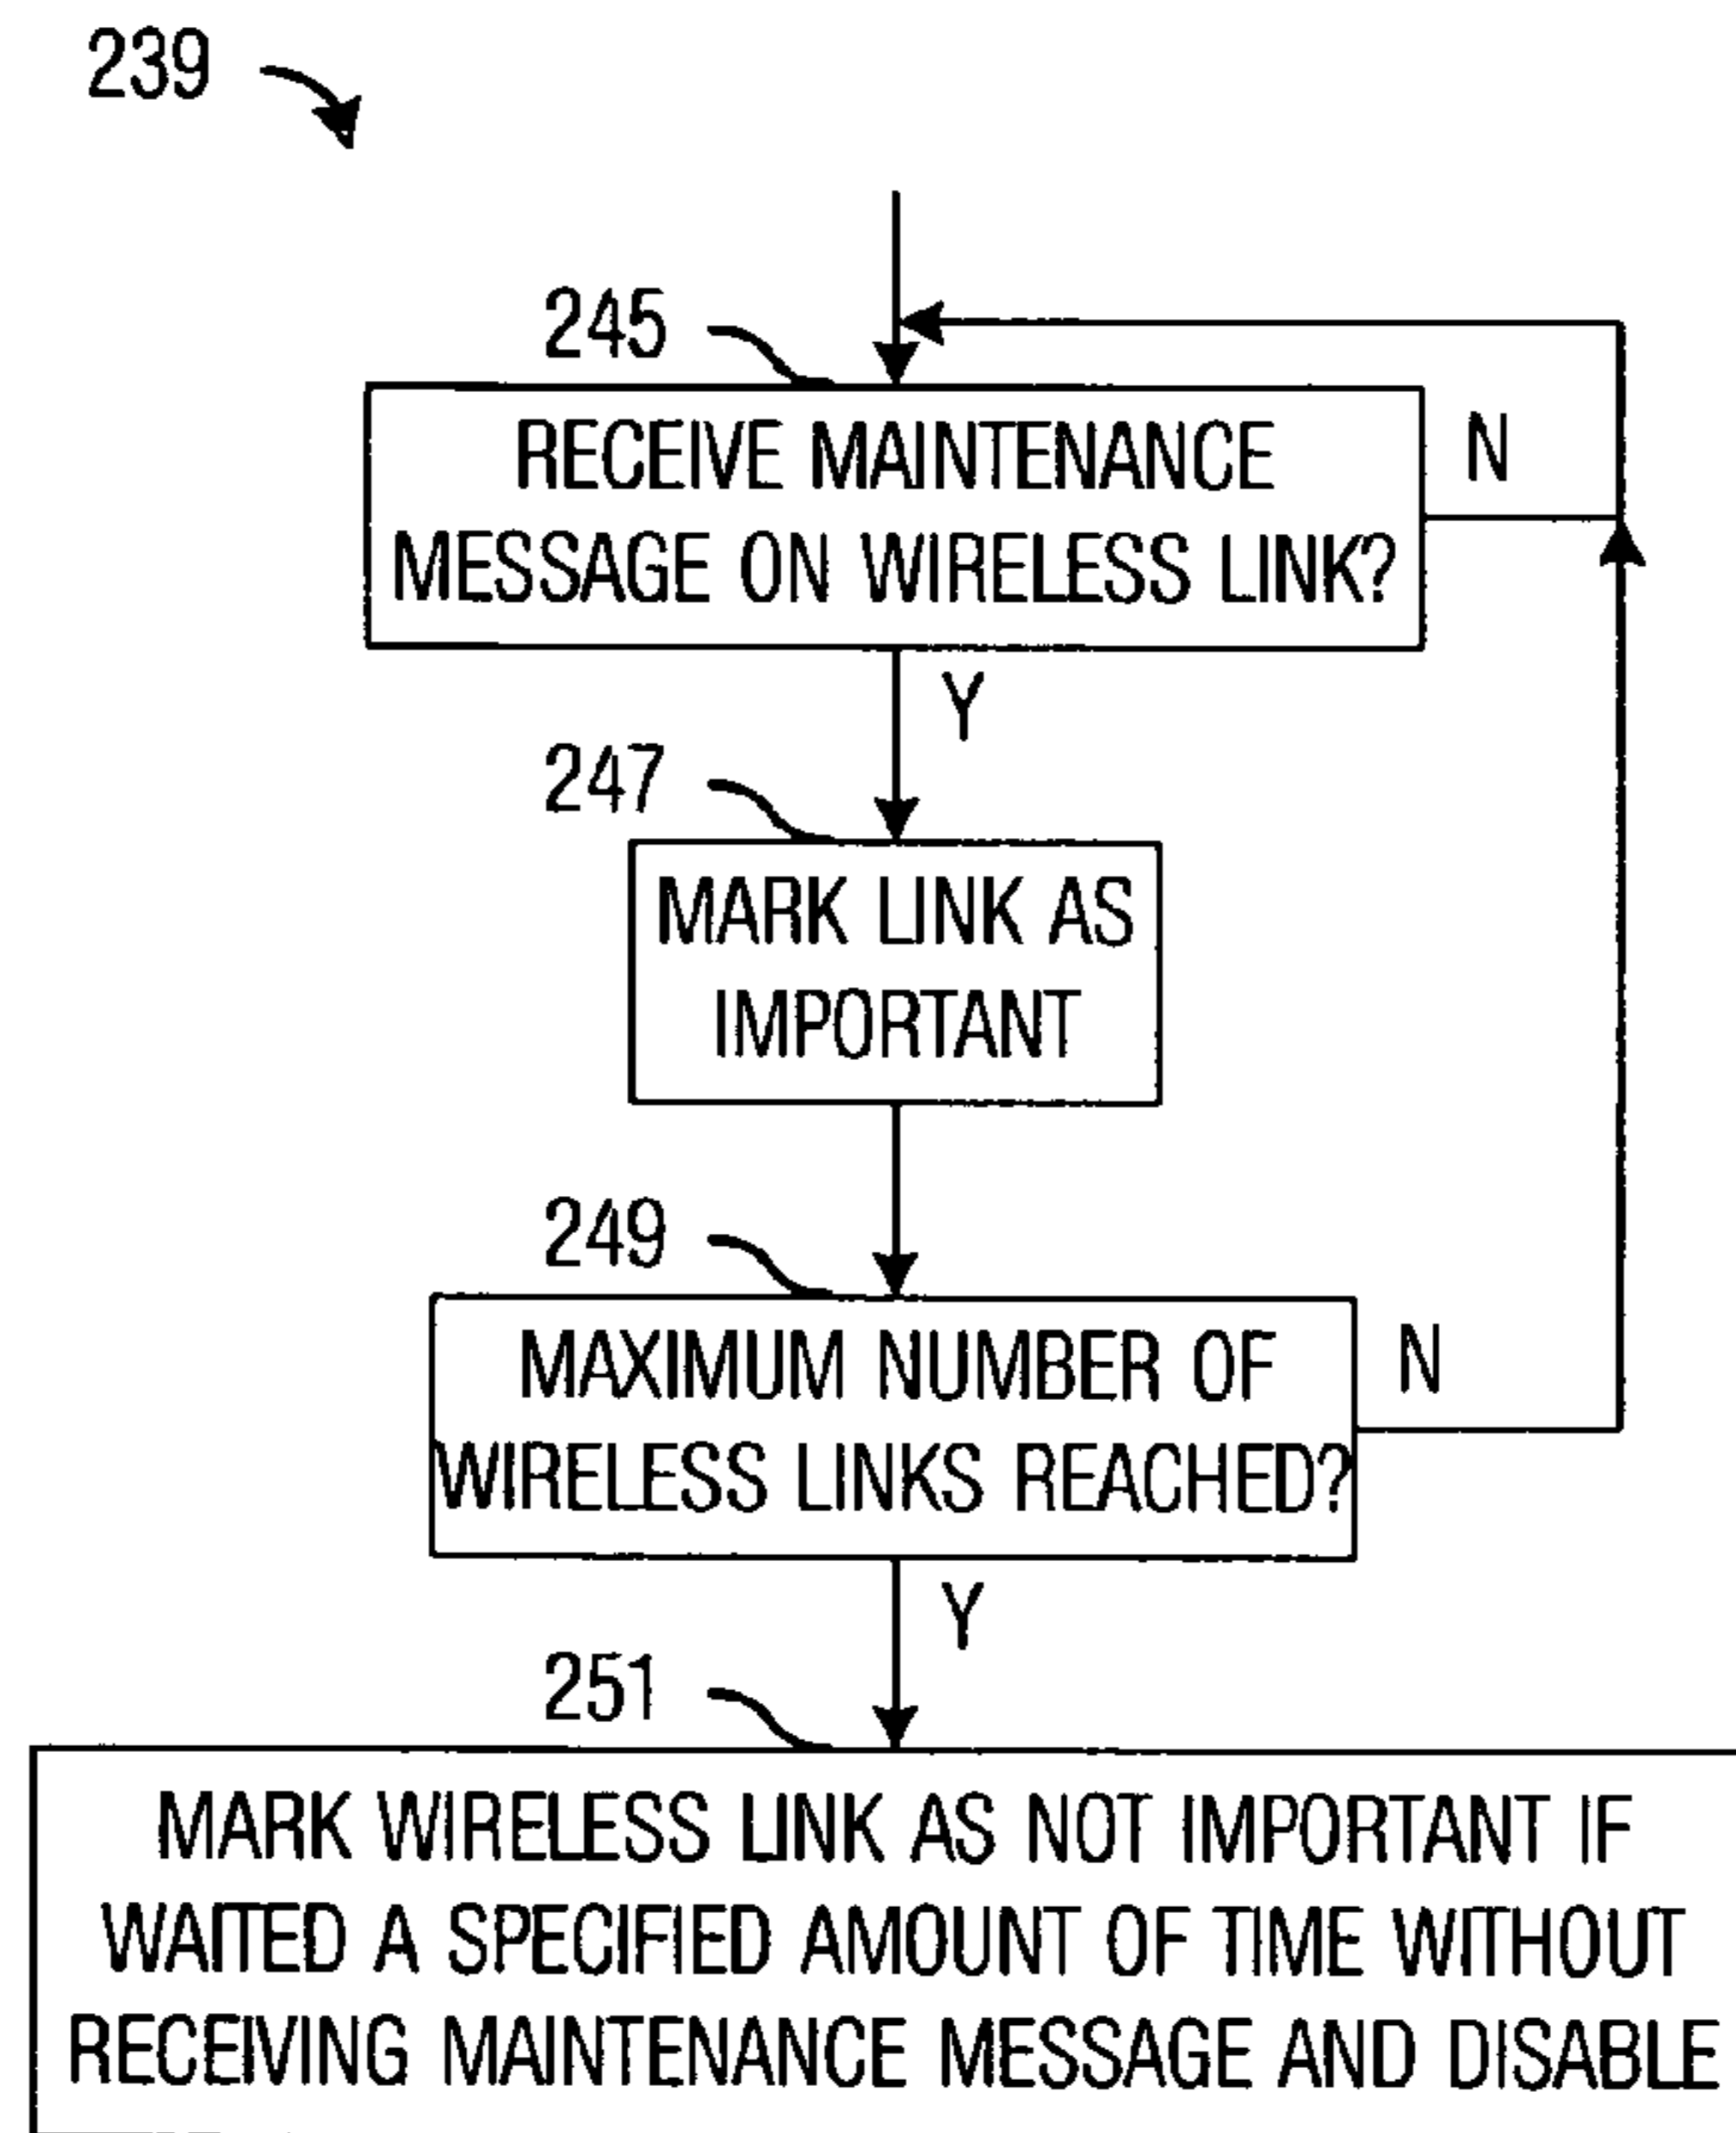 239
245
RECEIVE MAINTENANCE
MESSAGE ON WIRELESS LINK?
N
Y
247
MARK LINK AS
IMPORTANT
249
MAXIMUM NUMBER OF
WIRELESS LINKS REACHED?
N
Y
251
MARK WIRELESS LINK AS NOT IMPORTANT IF
WAITED A SPECIFIED AMOUNT OF TIME WITHOUT
RECEIVING MAINTENANCE MESSAGE AND DISABLE